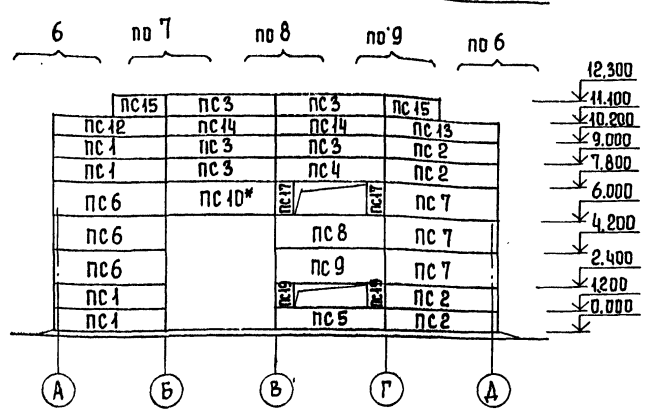 6 по 7 по 8 по 9 по 6
12.300
ПС15 ПС3 ПС3 ПС15
11.100
ПС12 ПС14 ПС14 ПС13
10.200
ПС1 ПС3 ПС3 ПС2
9.000
ПС1 ПС3 ПС4 ПС2
7.800
ПС6 ПС10* ПС17 ПС17 ПС7
6.000
ПС6 ПС8 ПС7
4.200
ПС6 ПС9 ПС7
2.400
ПС1 ПС19 ПС19 ПС2
1.200
ПС1 ПС5 ПС2
0.000
А Б В Г Д